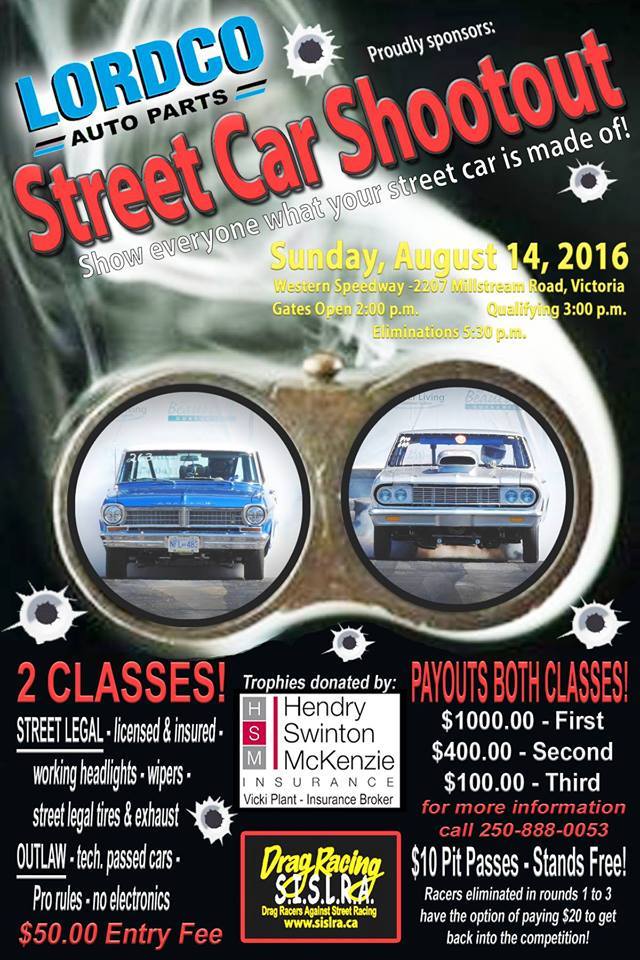 LORDCO
AUTO PARTS
Proudly sponsors:
Street Car Shootout
Show everyone what your street car is made of!
Sunday, August 14, 2016
Western Speedway -2207 Millstream Road, Victoria
Gates Open 2:00 p.m. Qualifying 3:00 p.m.
Eliminations 5:30 p.m.
263
2 CLASSES!
STREET LEGAL - licensed & insured -
working headlights - wipers -
street legal tires & exhaust
OUTLAW - tech. passed cars -
Pro rules - no electronics
$50.00 Entry Fee
Trophies donated by:
H S M
Hendry
Swinton
McKenzie
INSURANCE
Vicki Plant - Insurance Broker
Drag Racing
S.I.S.L.R.A.
Drag Racers Against Street Racing
www.sislra.ca
PAYOUTS BOTH CLASSES!
$1000.00 - First
$400.00 - Second
$100.00 - Third
for more information
call 250-888-0053
$10 Pit Passes - Stands Free!
Racers eliminated in rounds 1 to 3
have the option of paying $20 to get
back into the competition!